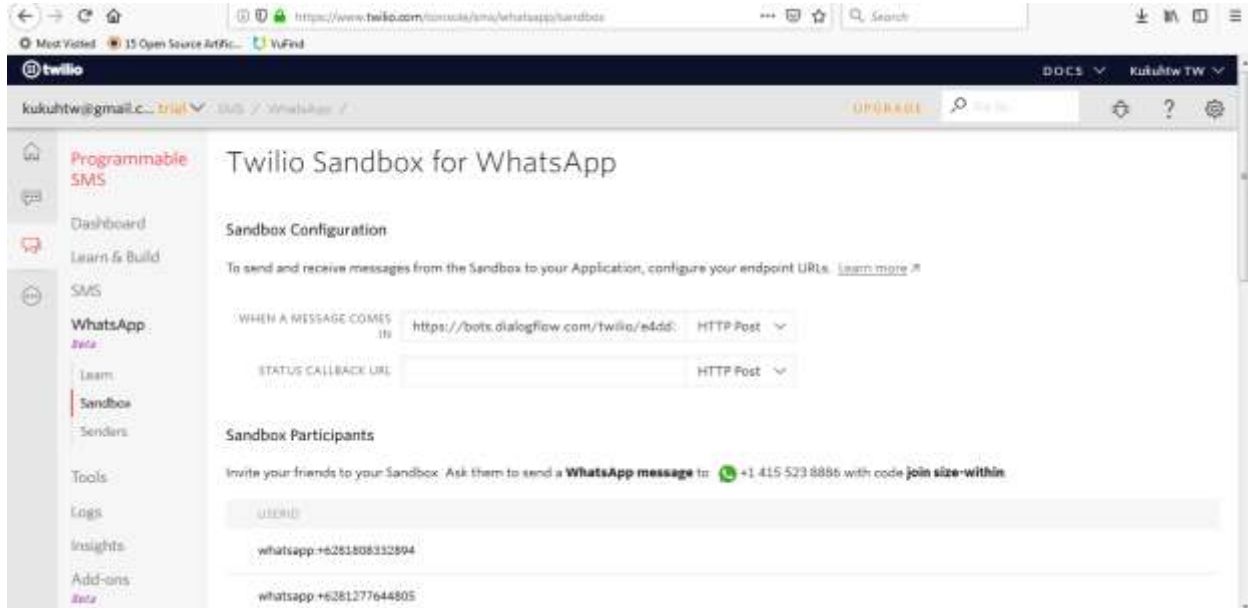 https://www.twilio.com/console/sms/whatsapp/sandbox
Search
Most Visited 15 Open Source Artific... VuFind
twilio
DOCS
Kukuhtw TW
kukuhtw@gmail.c... trial
SMS / WhatsApp /
UPGRADE
Programmable SMS
Dashboard
Learn & Build
SMS
WhatsApp
Beta
Learn
Sandbox
Senders
Tools
Logs
Insights
Add-ons
Beta
Twilio Sandbox for WhatsApp
Sandbox Configuration
To send and receive messages from the Sandbox to your Application, configure your endpoint URLs. Learn more
WHEN A MESSAGE COMES IN
https://bots.dialogflow.com/twilio/e4dd
HTTP Post
STATUS CALLBACK URL
HTTP Post
Sandbox Participants
Invite your friends to your Sandbox. Ask them to send a WhatsApp message to +1 415 523 8886 with code join size-within.
USERID
whatsapp:+6281808332894
whatsapp:+6281277644805